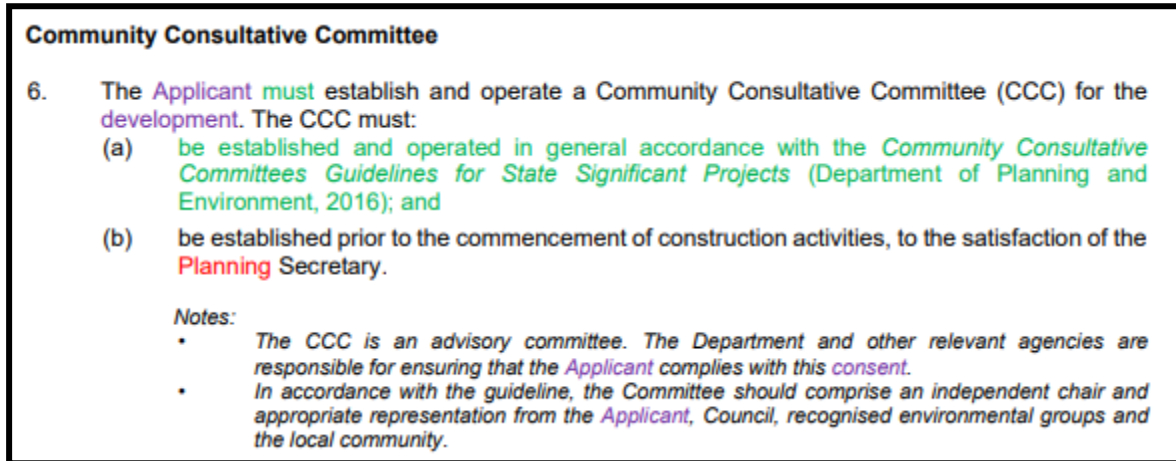 Community Consultative Committee
6. The Applicant must establish and operate a Community Consultative Committee (CCC) for the
development. The CCC must:
(a) be established and operated in general accordance with the Community Consultative
Committees Guidelines for State Significant Projects (Department of Planning and
Environment, 2016); and
(b) be established prior to the commencement of construction activities, to the satisfaction of the
Planning Secretary.
Notes:
• The CCC is an advisory committee. The Department and other relevant agencies are
responsible for ensuring that the Applicant complies with this consent.
• In accordance with the guideline, the Committee should comprise an independent chair and
appropriate representation from the Applicant, Council, recognised environmental groups and
the local community.